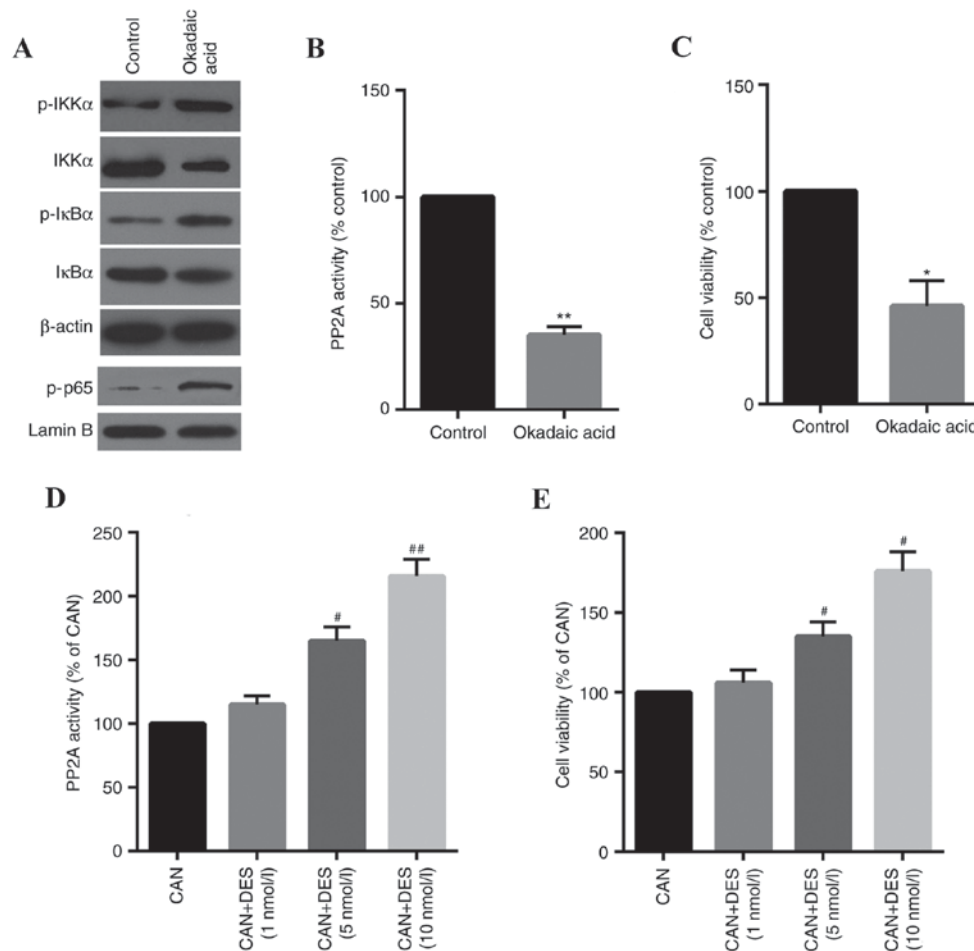 A
Control
Okadaic
acid
p-IKKα
IKKα
p-IκBα
IκBα
β-actin
p-p65
Lamin B
B
PP2A activity (% control)
150
100
50
0
Control
Okadaic acid
**
C
Cell viability (% control)
150
100
50
0
Control
Okadaic acid
*
D
PP2A activity (% of CAN)
250
200
150
100
50
0
#
##
CAN
CAN+DES
(1 nmol/l)
CAN+DES
(5 nmol/l)
CAN+DES
(10 nmol/l)
E
Cell viability (% of CAN)
200
150
100
50
0
#
#
CAN
CAN+DES
(1 nmol/l)
CAN+DES
(5 nmol/l)
CAN+DES
(10 nmol/l)